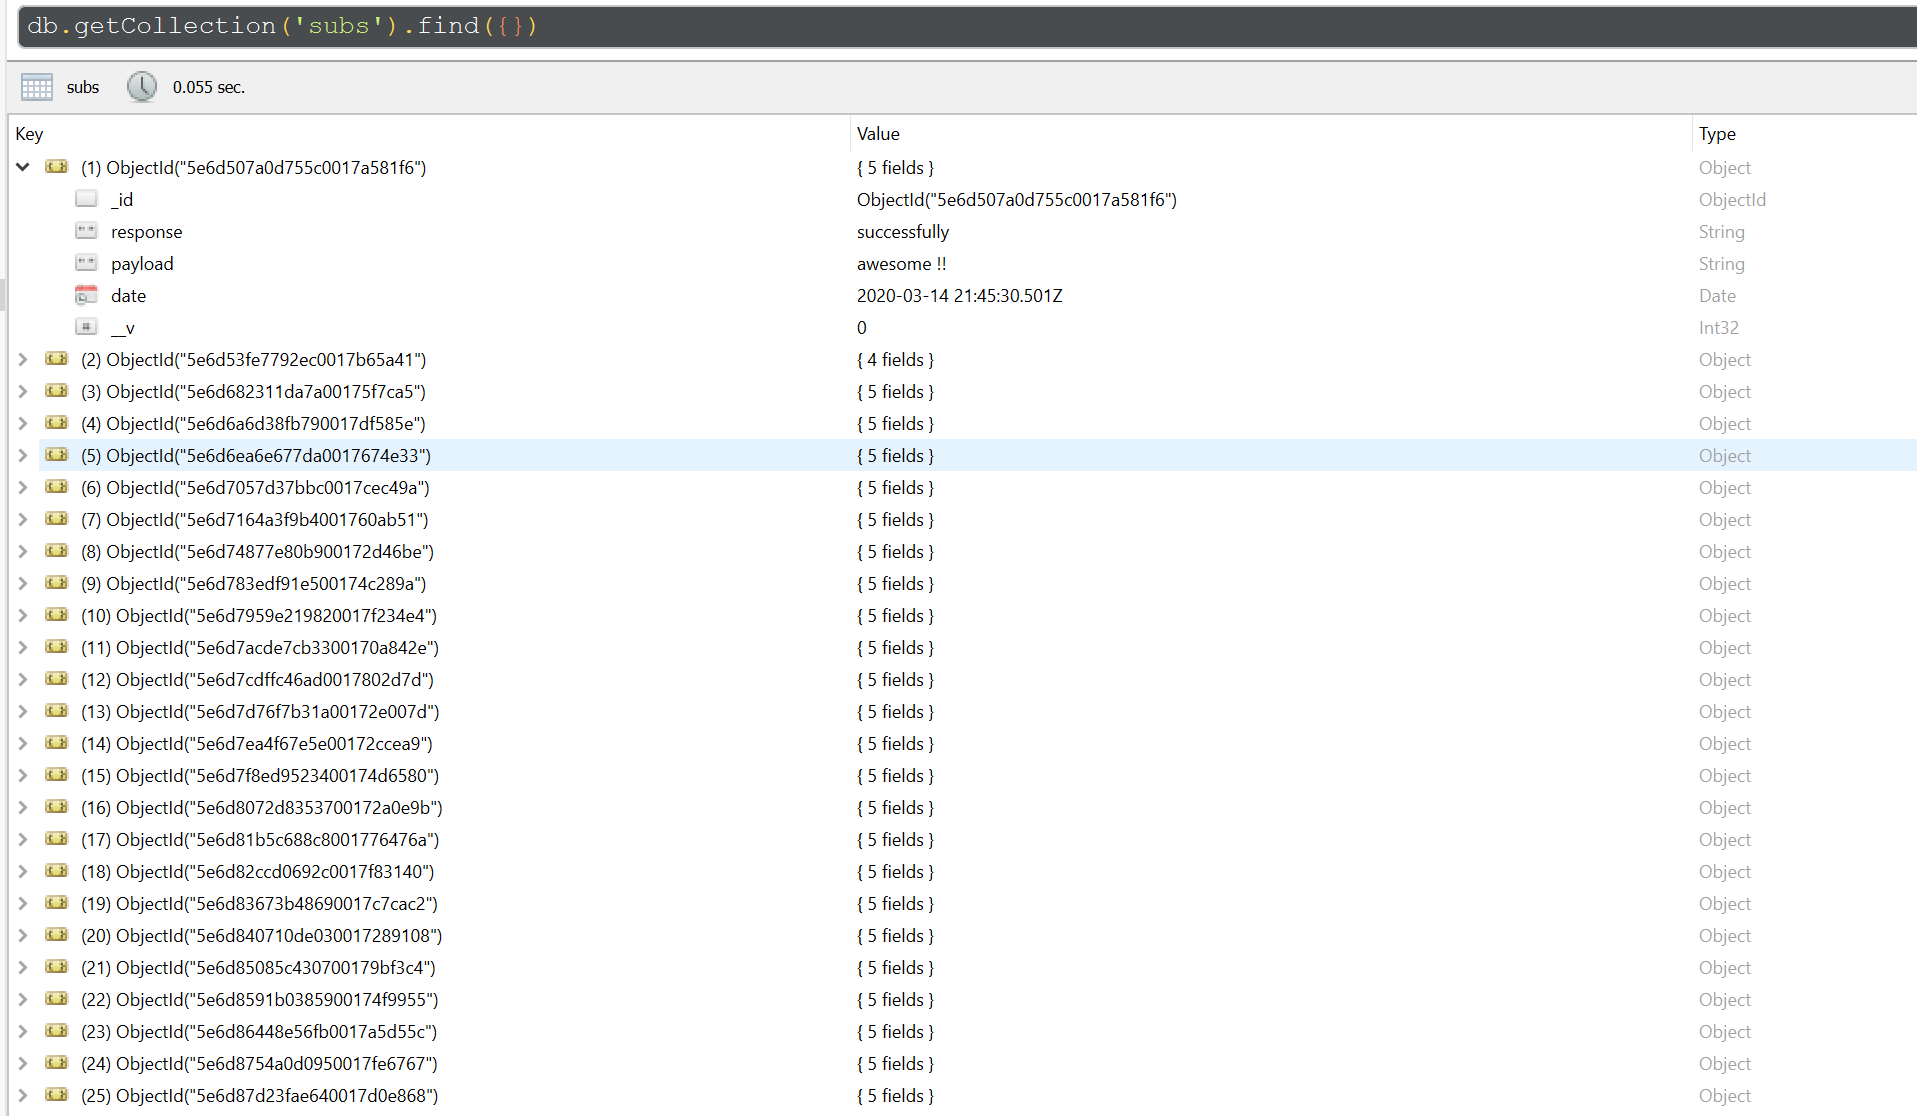 db.getCollection('subs').find({})
subs 0.055 sec.
Key Value Type
(1) ObjectId("5e6d507a0d755c0017a581f6") { 5 fields } Object
_id ObjectId("5e6d507a0d755c0017a581f6") ObjectId
response successfully String
payload awesome !! String
date 2020-03-14 21:45:30.501Z Date
__v 0 Int32
(2) ObjectId("5e6d53fe7792ec0017b65a41") { 4 fields } Object
(3) ObjectId("5e6d682311da7a00175f7ca5") { 5 fields } Object
(4) ObjectId("5e6d6a6d38fb790017df585e") { 5 fields } Object
(5) ObjectId("5e6d6ea6e677da0017674e33") { 5 fields } Object
(6) ObjectId("5e6d7057d37bbc0017cec49a") { 5 fields } Object
(7) ObjectId("5e6d7164a3f9b4001760ab51") { 5 fields } Object
(8) ObjectId("5e6d74877e80b900172d46be") { 5 fields } Object
(9) ObjectId("5e6d783edf91e500174c289a") { 5 fields } Object
(10) ObjectId("5e6d7959e219820017f234e4") { 5 fields } Object
(11) ObjectId("5e6d7acde7cb3300170a842e") { 5 fields } Object
(12) ObjectId("5e6d7cdffc46ad0017802d7d") { 5 fields } Object
(13) ObjectId("5e6d7d76f7b31a00172e007d") { 5 fields } Object
(14) ObjectId("5e6d7ea4f67e5e00172ccea9") { 5 fields } Object
(15) ObjectId("5e6d7f8ed9523400174d6580") { 5 fields } Object
(16) ObjectId("5e6d8072d8353700172a0e9b") { 5 fields } Object
(17) ObjectId("5e6d81b5c688c8001776476a") { 5 fields } Object
(18) ObjectId("5e6d82ccd0692c0017f83140") { 5 fields } Object
(19) ObjectId("5e6d83673b48690017c7cac2") { 5 fields } Object
(20) ObjectId("5e6d840710de030017289108") { 5 fields } Object
(21) ObjectId("5e6d85085c430700179bf3c4") { 5 fields } Object
(22) ObjectId("5e6d8591b0385900174f9955") { 5 fields } Object
(23) ObjectId("5e6d86448e56fb0017a5d55c") { 5 fields } Object
(24) ObjectId("5e6d8754a0d0950017fe6767") { 5 fields } Object
(25) ObjectId("5e6d87d23fae640017d0e868") { 5 fields } Object